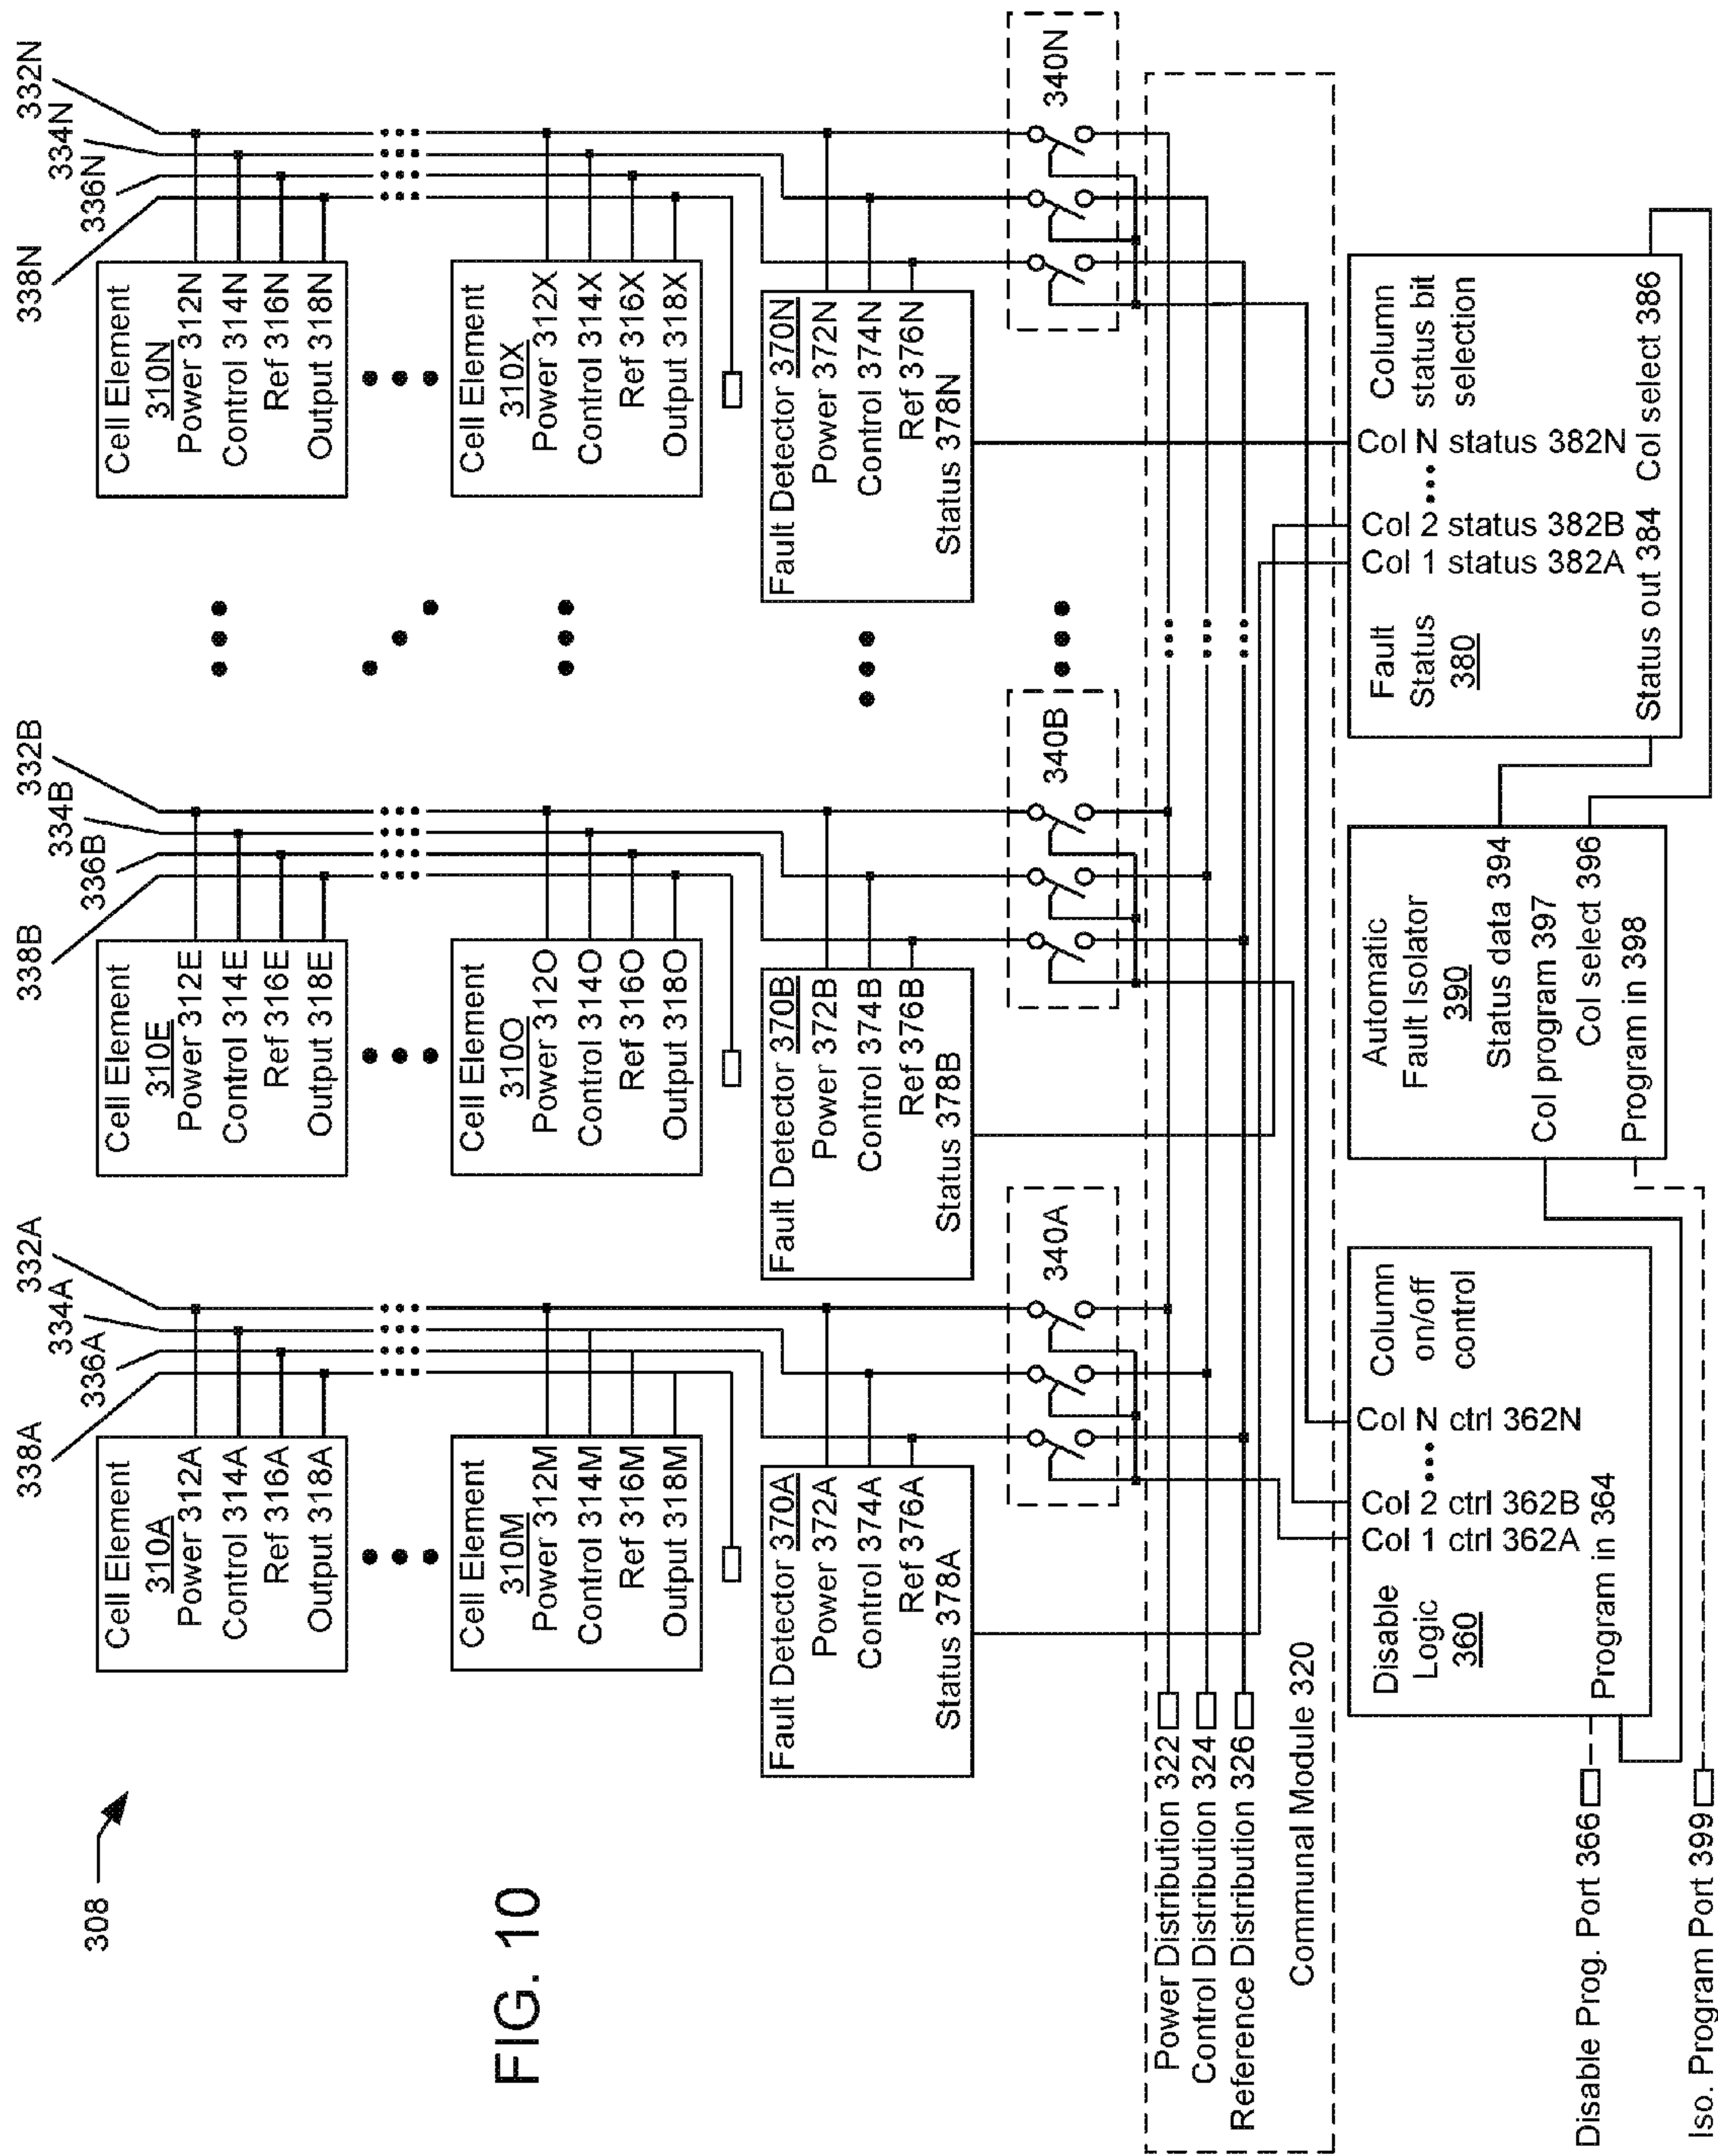 308
FIG. 10
338A
336A
334A
332A
338B
336B
334B
332B
338N
336N
334N
332N
Cell Element
310A
Power 312A
Control 314A
Ref 316A
Output 318A
Cell Element
310E
Power 312E
Control 314E
Ref 316E
Output 318E
Cell Element
310N
Power 312N
Control 314N
Ref 316N
Output 318N
Cell Element
310M
Power 312M
Control 314M
Ref 316M
Output 318M
Cell Element
310O
Power 312O
Control 314O
Ref 316O
Output 318O
Cell Element
310X
Power 312X
Control 314X
Ref 316X
Output 318X
Fault Detector 370A
Power 372A
Control 374A
Ref 376A
Status 378A
Fault Detector 370B
Power 372B
Control 374B
Ref 376B
Status 378B
Fault Detector 370N
Power 372N
Control 374N
Ref 376N
Status 378N
340A
340B
340N
Power Distribution 322
Control Distribution 324
Reference Distribution 326
Communal Module 320
Disable
Logic
360
Col 1 ctrl 362A
Col 2 ctrl 362B
Col N ctrl 362N
Column
on/off
control
Program in 364
Automatic
Fault Isolator
390
Status data 394
Col program 397
Col select 396
Program in 398
Fault
Status
380
Col 1 status 382A
Col 2 status 382B
Col N status 382N
Column
status bit
selection
Status out 384
Col select 386
Disable Prog. Port 366
Iso. Program Port 399